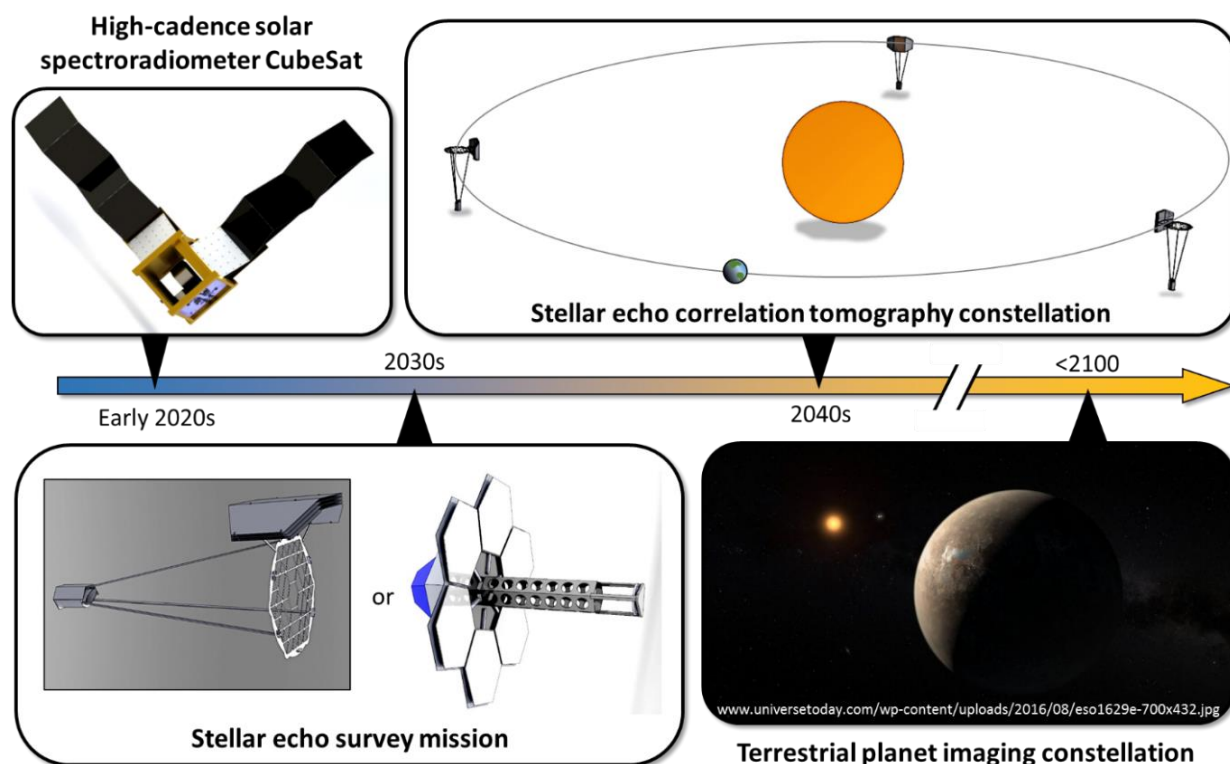 High-cadence solar
spectroradiometer CubeSat
Stellar echo correlation tomography constellation
2030s
<2100
Early 2020s
2040s
or
Stellar echo survey mission
www.universetoday.com/wp-content/uploads/2016/08/eso1629e-700x432.jpg
Terrestrial planet imaging constellation